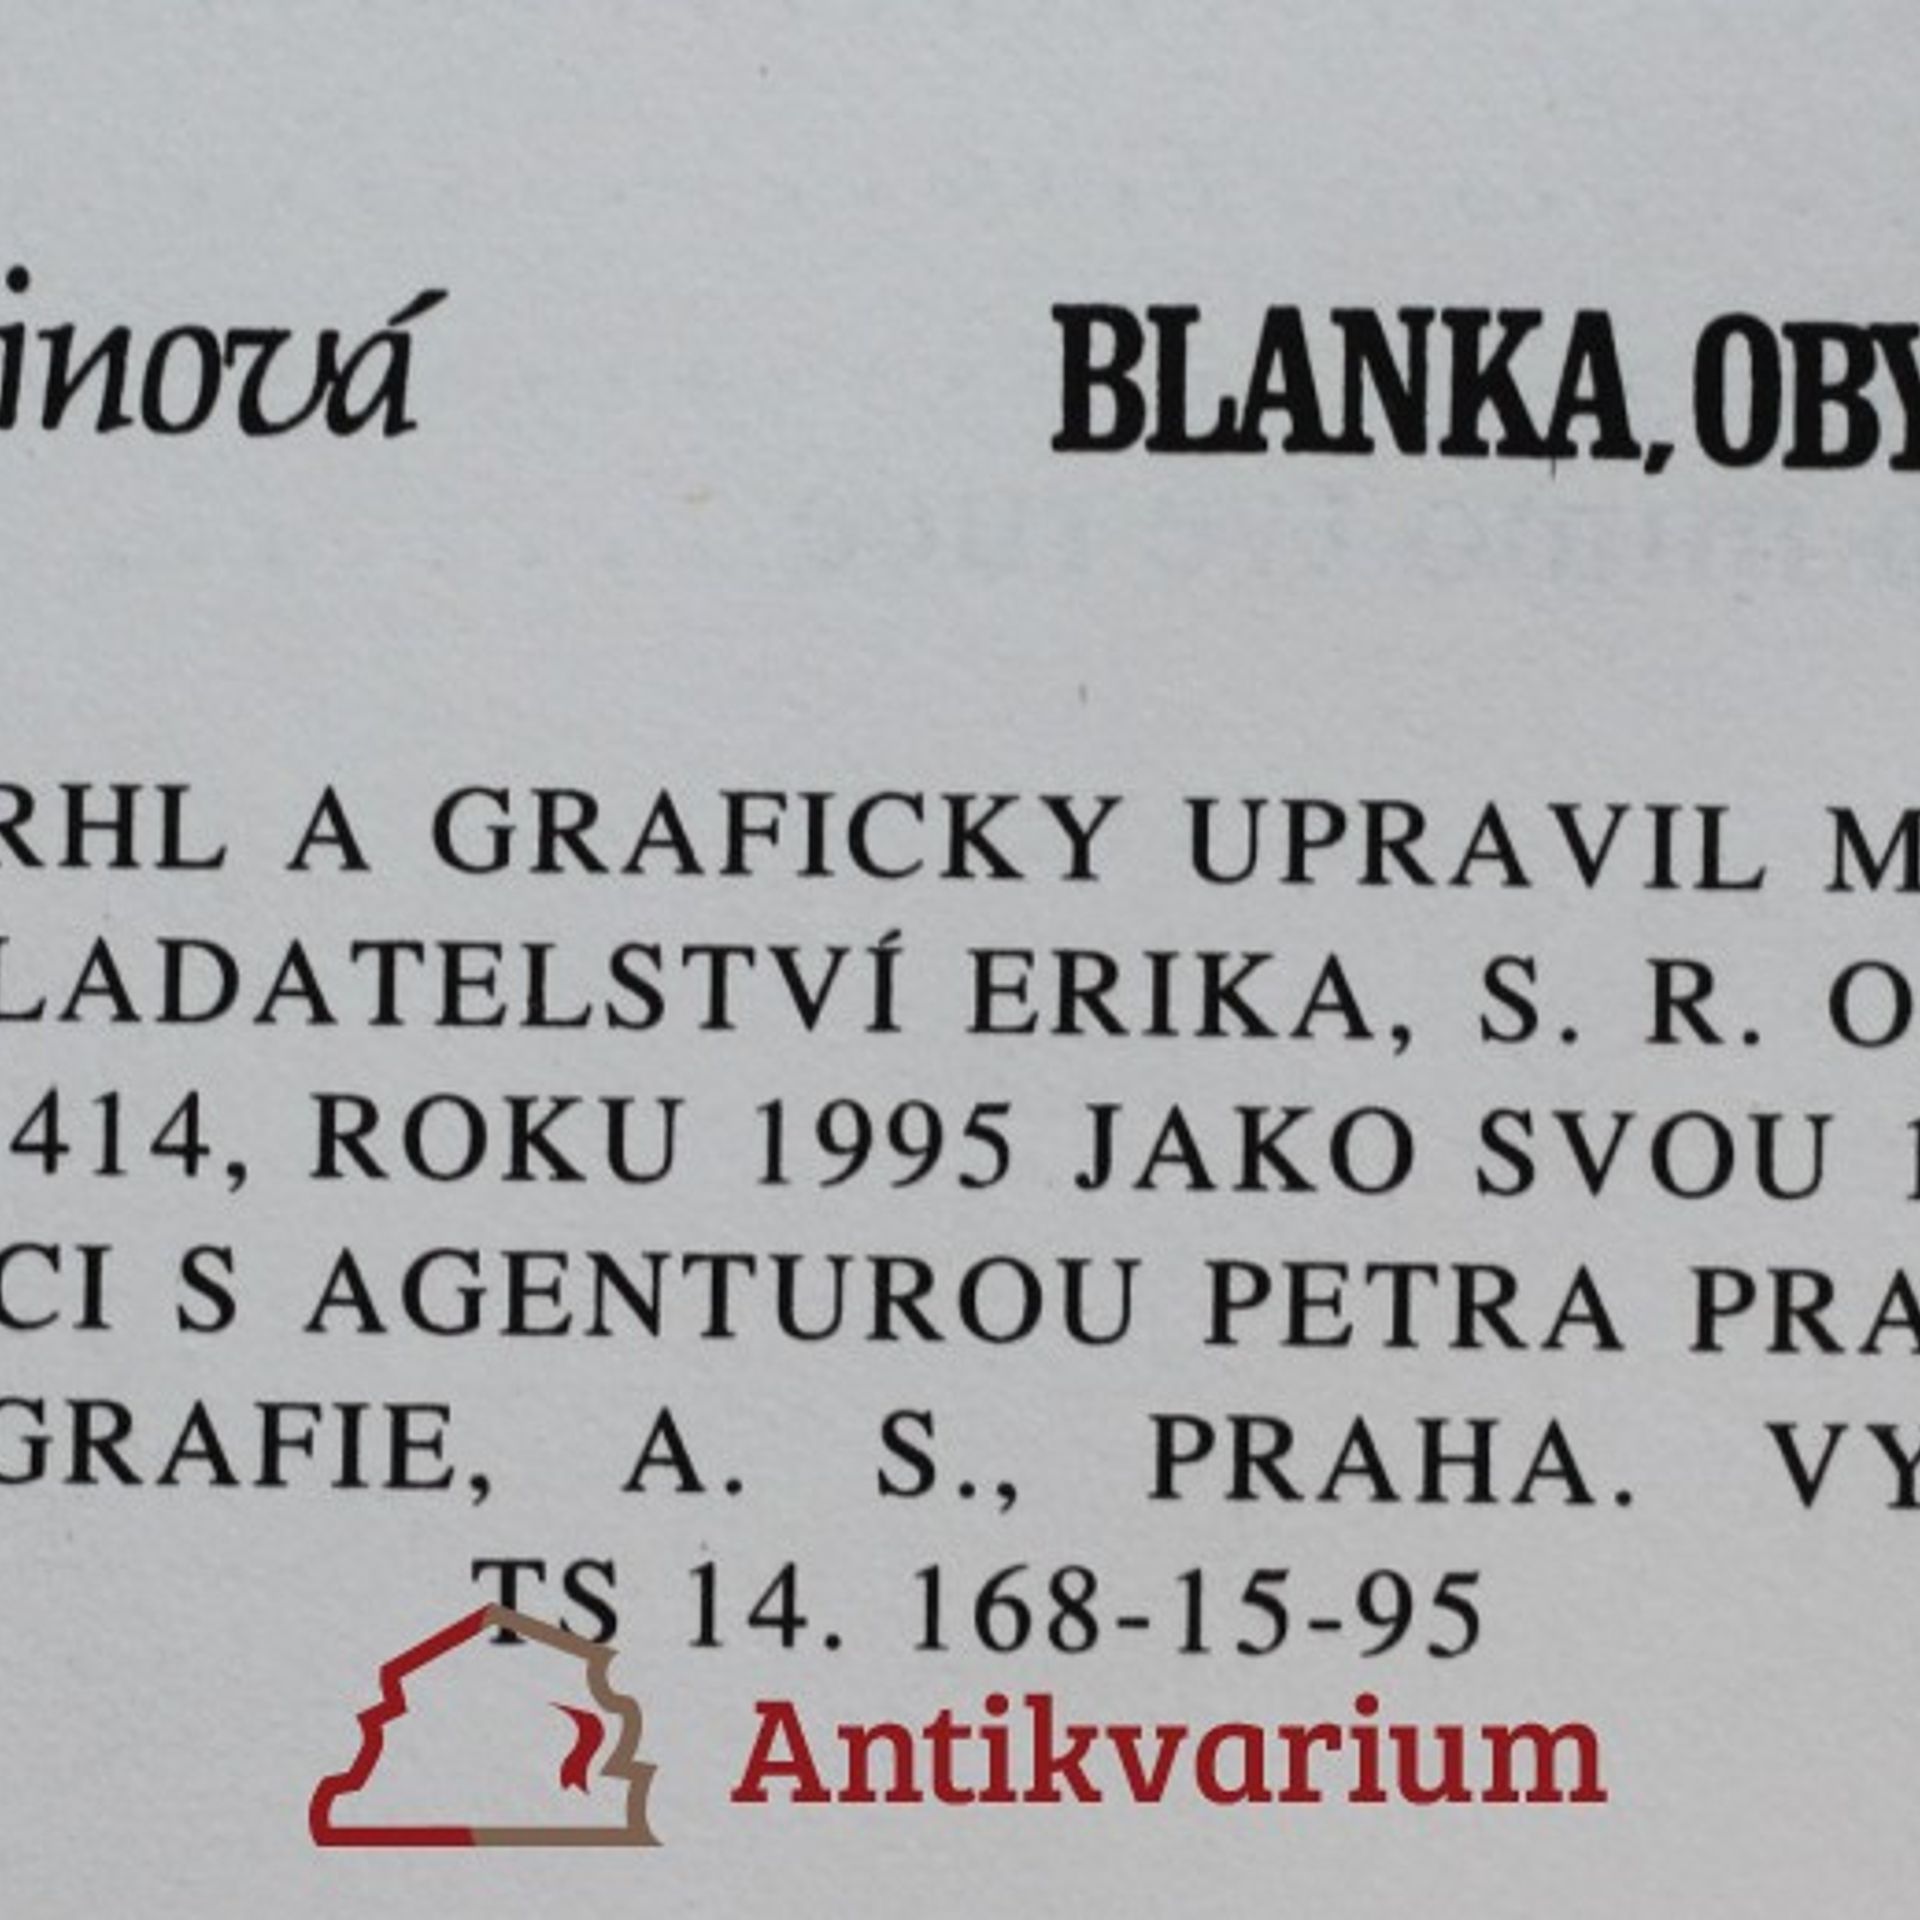 inová BLANKA, OBY
RHL A GRAFICKY UPRAVIL M
LADATELSTVÍ ERIKA, S. R. O
414, ROKU 1995 JAKO SVOU 1
CI S AGENTUROU PETRA PRA
GRAFIE, A. S., PRAHA. VY
TS 14. 168-15-95
Antikvarium